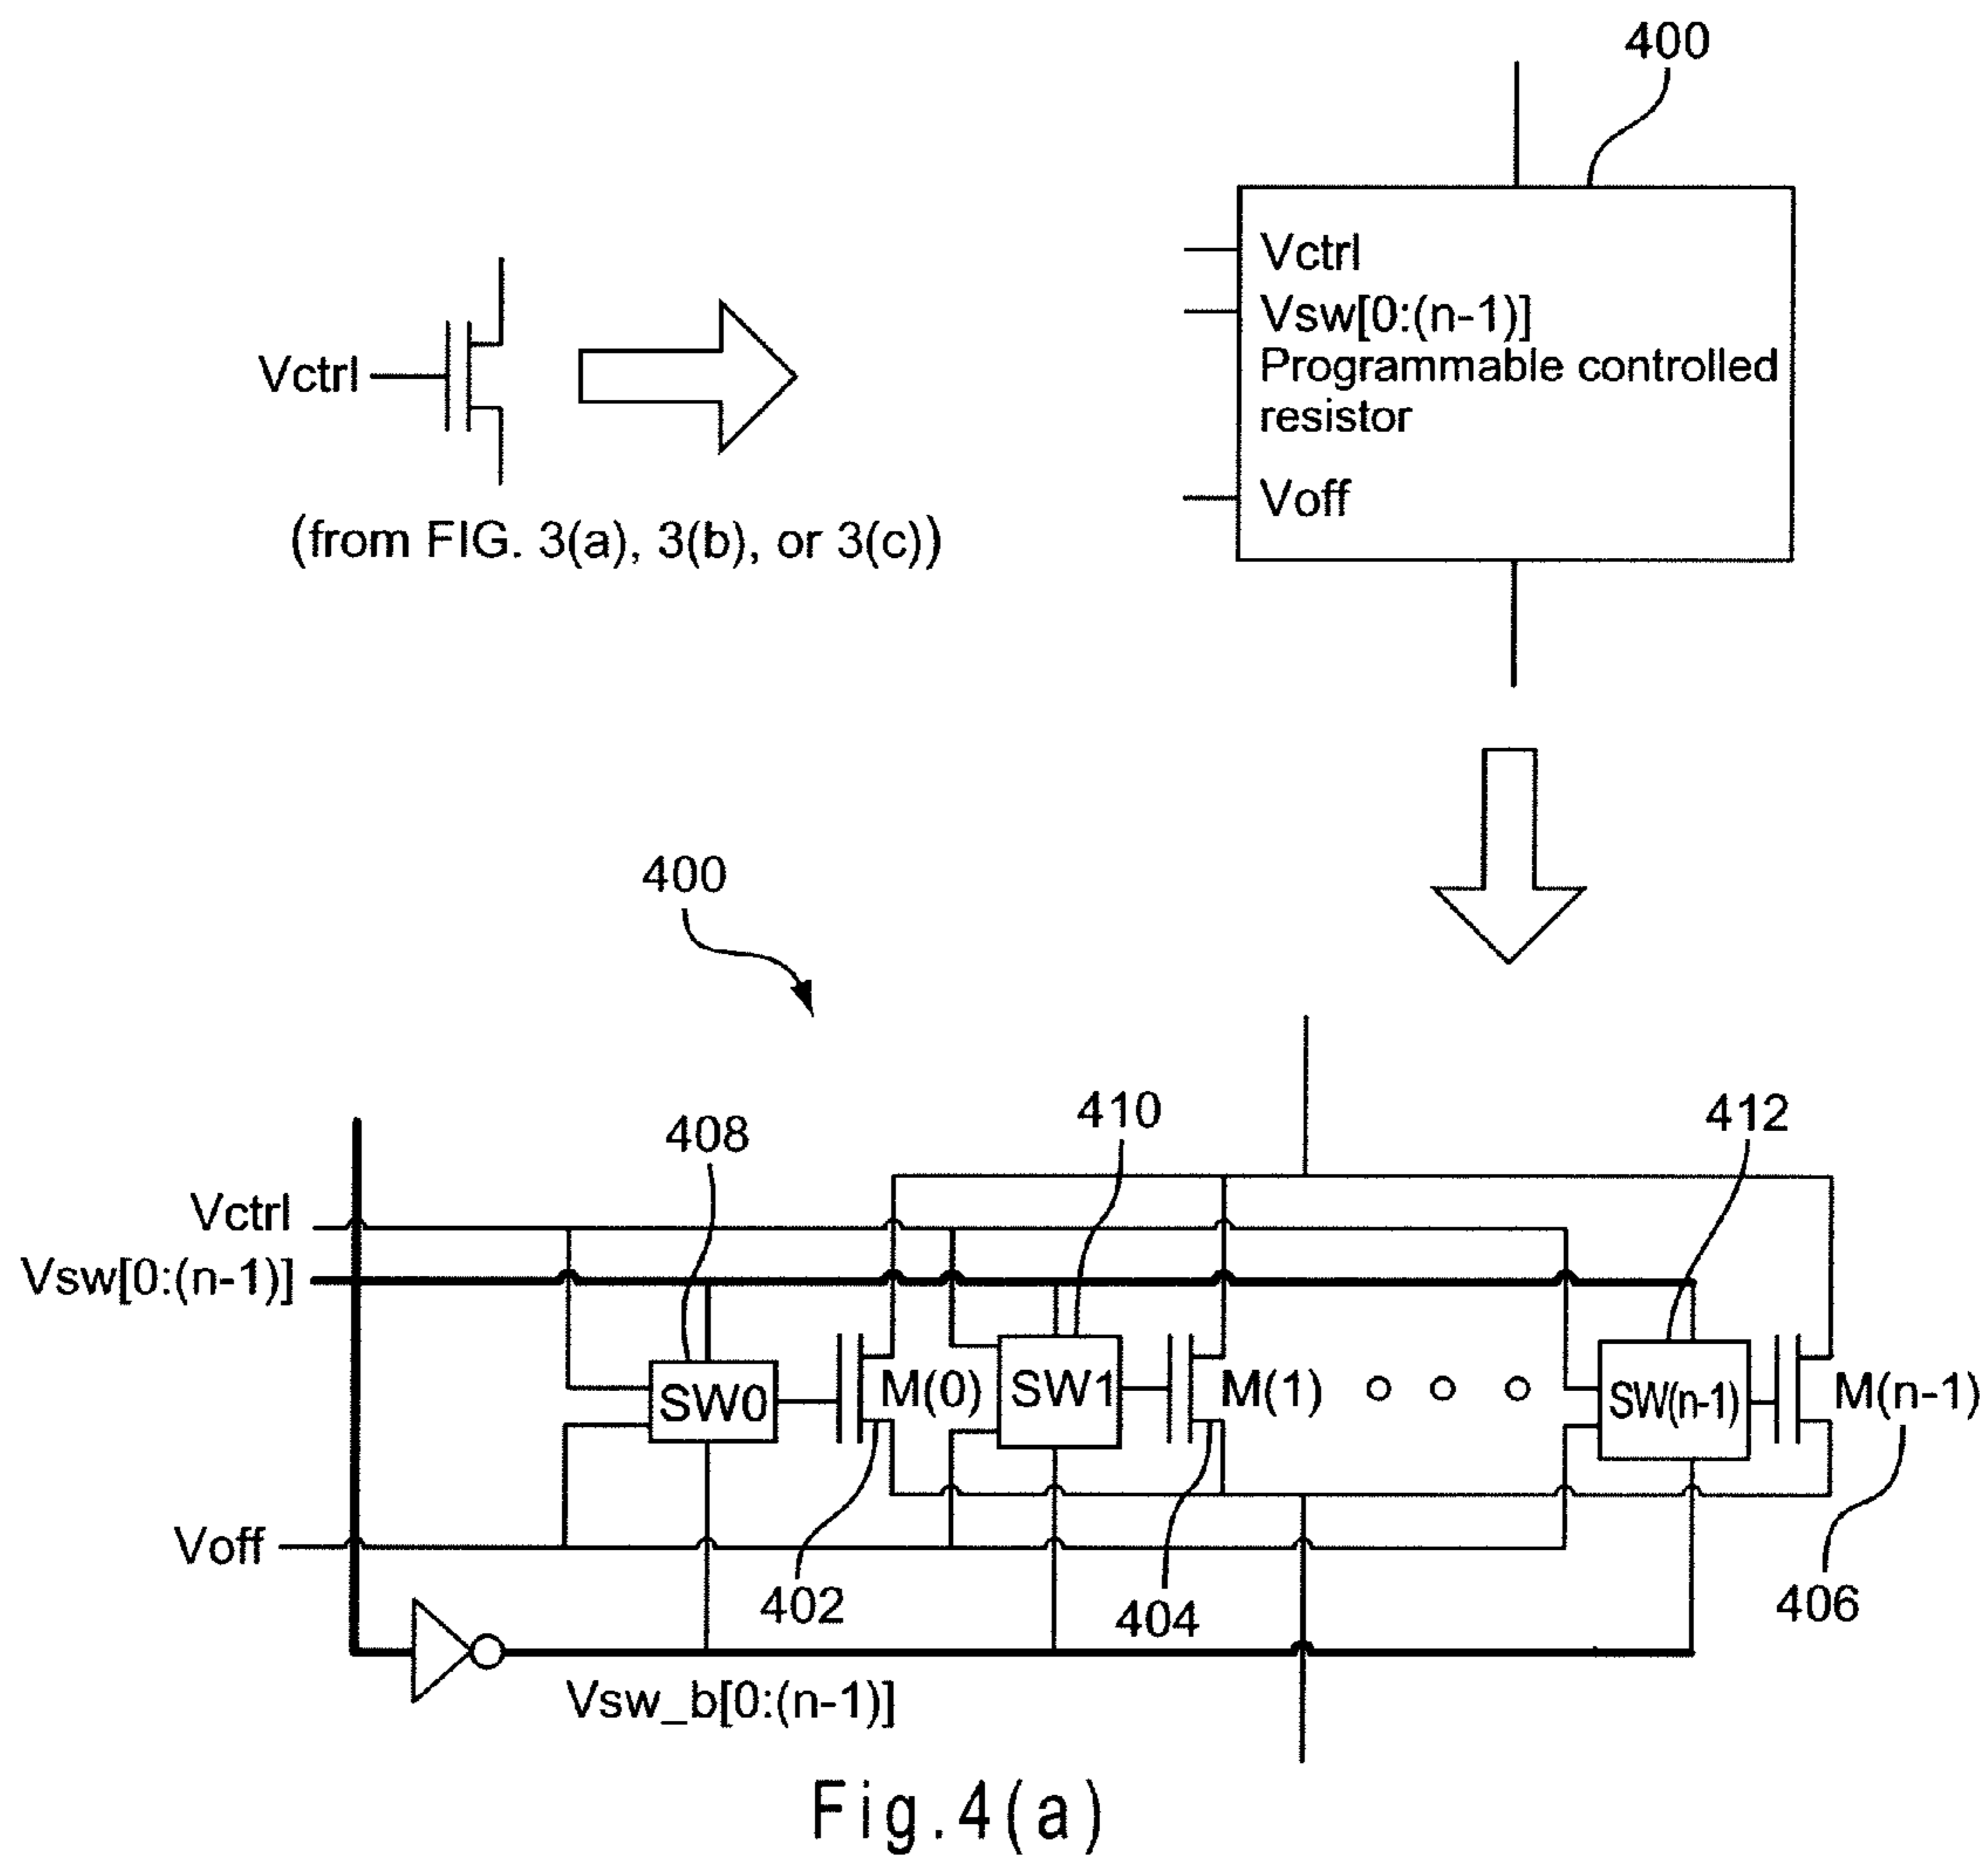 400
Vctrl
Vsw[0:(n-1)]
Programmable controlled
resistor
Voff
Vctrl
(from FIG. 3(a), 3(b), or 3(c))
400
408
410
412
Vctrl
Vsw[0:(n-1)]
SW0
M(0)
SW1
M(1)
SW(n-1)
M(n-1)
Voff
402
404
406
Vsw_b[0:(n-1)]
Fig.4(a)